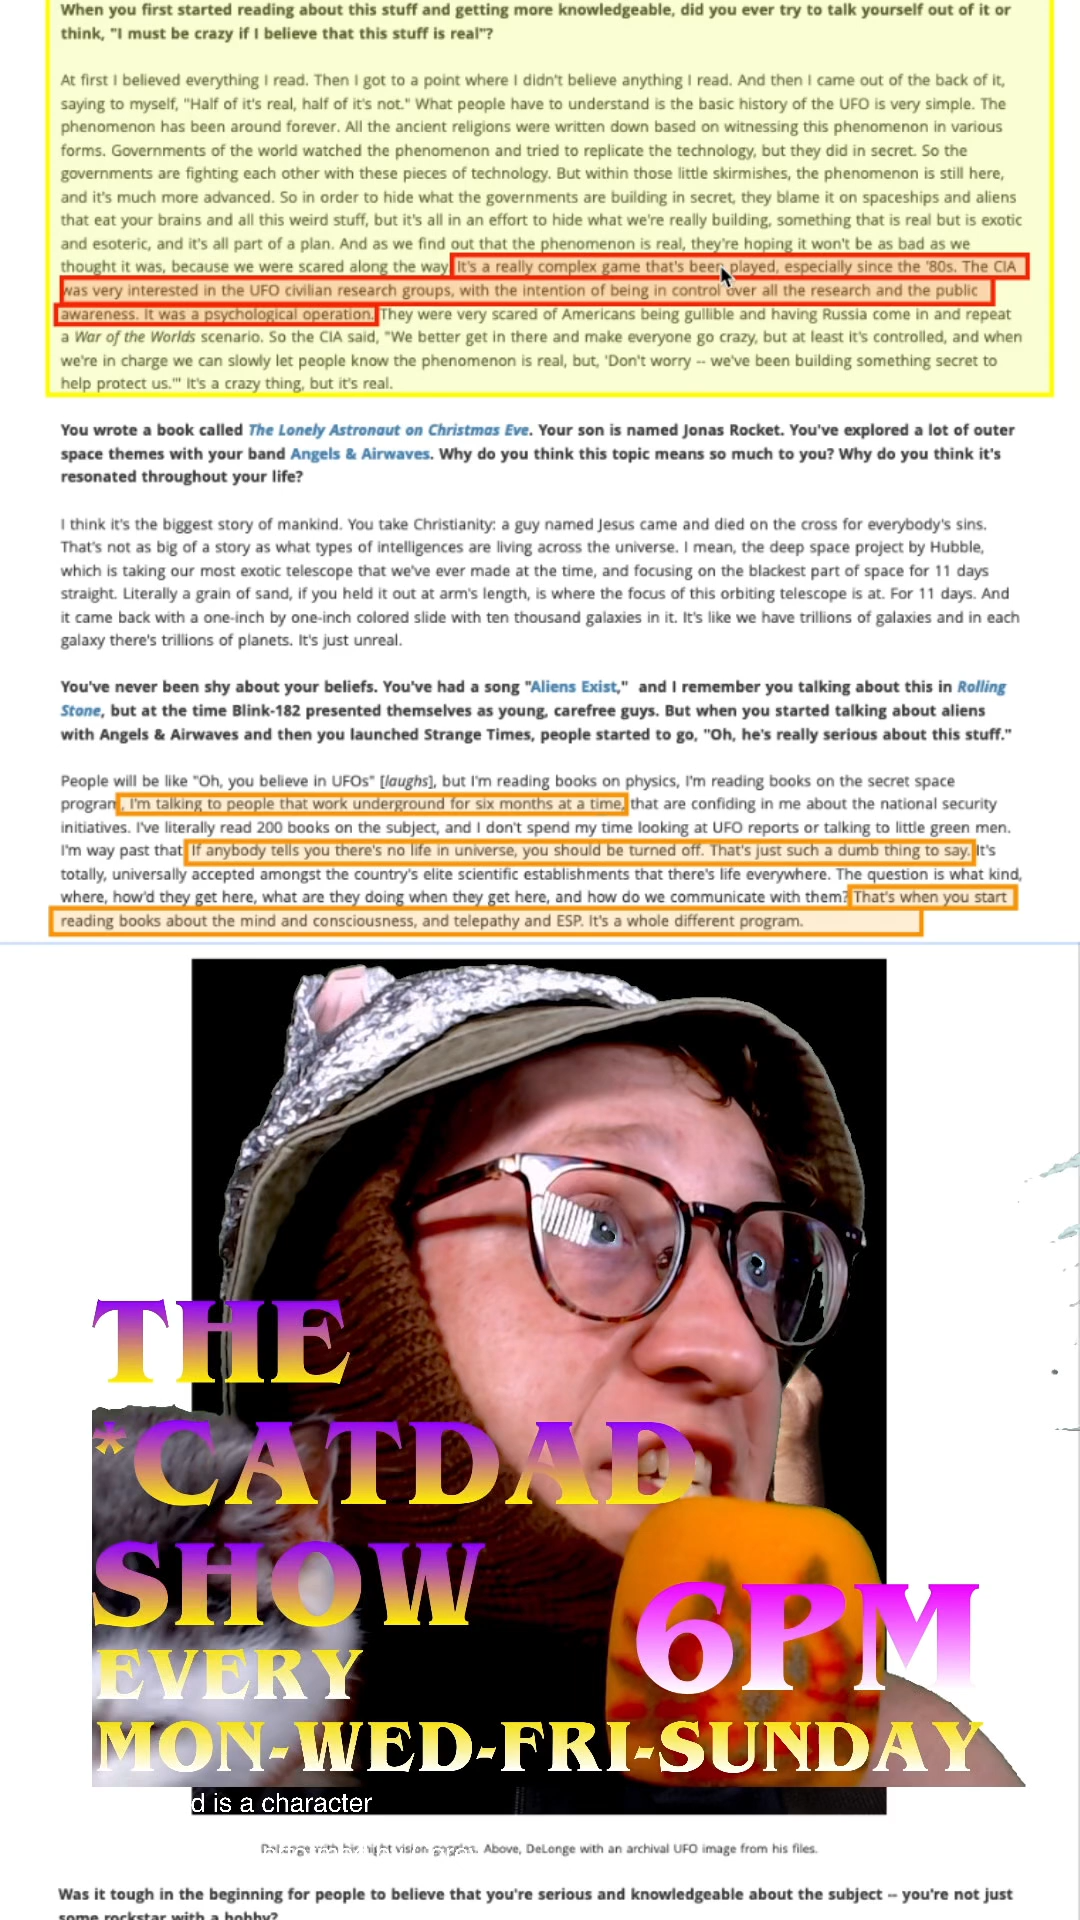 When you first started reading about this stuff and getting more knowledgeable, did you ever try to talk yourself out of it or
think, "I must be crazy if I believe that this stuff is real"?
At first I believed everything I read. Then I got to a point where I didn't believe anything I read. And then I came out of the back of it,
saying to myself, "Half of it's real, half of it's not." What people have to understand is the basic history of the UFO is very simple. The
phenomenon has been around forever. All the ancient religions were written down based on witnessing this phenomenon in various
forms. Governments of the world watched the phenomenon and tried to replicate the technology, but they did in secret. So the
governments are fighting each other with these pieces of technology. But within those little skirmishes, the phenomenon is still here,
and it's much more advanced. So in order to hide what the governments are building in secret, they blame it on spaceships and aliens
that eat your brains and all this weird stuff, but it's all in an effort to hide what we're really building, something that is real but is exotic
and esoteric, and it's all part of a plan. And as we find out that the phenomenon is real, they're hoping it won't be as bad as we
thought it was, because we were scared along the way. It's a really complex game that's been played, especially since the '80s. The CIA
was very interested in the UFO civilian research groups, with the intention of being in control over all the research and the public
awareness. It was a psychological operation. They were very scared of Americans being gullible and having Russia come in and repeat
a War of the Worlds scenario. So the CIA said, "We better get in there and make everyone go crazy, but at least it's controlled, and when
we're in charge we can slowly let people know the phenomenon is real, but, 'Don't worry -- we've been building something secret to
help protect us.'" It's a crazy thing, but it's real.
You wrote a book called The Lonely Astronaut on Christmas Eve. Your son is named Jonas Rocket. You've explored a lot of outer
space themes with your band Angels & Airwaves. Why do you think this topic means so much to you? Why do you think it's
resonated throughout your life?
I think it's the biggest story of mankind. You take Christianity: a guy named Jesus came and died on the cross for everybody's sins.
That's not as big of a story as what types of intelligences are living across the universe. I mean, the deep space project by Hubble,
which is taking our most exotic telescope that we've ever made at the time, and focusing on the blackest part of space for 11 days
straight. Literally a grain of sand, if you held it out at arm's length, is where the focus of this orbiting telescope is at. For 11 days. And
it came back with a one-inch by one-inch colored slide with ten thousand galaxies in it. It's like we have trillions of galaxies and in each
galaxy there's trillions of planets. It's just unreal.
You've never been shy about your beliefs. You've had a song "Aliens Exist," and I remember you talking about this in Rolling
Stone, but at the time Blink-182 presented themselves as young, carefree guys. But when you started talking about aliens
with Angels & Airwaves and then you launched Strange Times, people started to go, "Oh, he's really serious about this stuff."
People will be like "Oh, you believe in UFOs" [laughs], but I'm reading books on physics, I'm reading books on the secret space
program, I'm talking to people that work underground for six months at a time, that are confiding in me about the national security
initiatives. I've literally read 200 books on the subject, and I don't spend my time looking at UFO reports or talking to little green men.
I'm way past that. If anybody tells you there's no life in universe, you should be turned off. That's just such a dumb thing to say. It's
totally, universally accepted amongst the country's elite scientific establishments that there's life everywhere. The question is what kind,
where, how'd they get here, what are they doing when they get here, and how do we communicate with them? That's when you start
reading books about the mind and consciousness, and telepathy and ESP. It's a whole different program.
THE
*CATDAD
SHOW
6PM
EVERY
MON-WED-FRI-SUNDAY
d is a character
DeLonge with his night vision goggles. Above, DeLonge with an archival UFO image from his files.
Was it tough in the beginning for people to believe that you're serious and knowledgeable about the subject -- you're not just
some rockstar with a hobby?